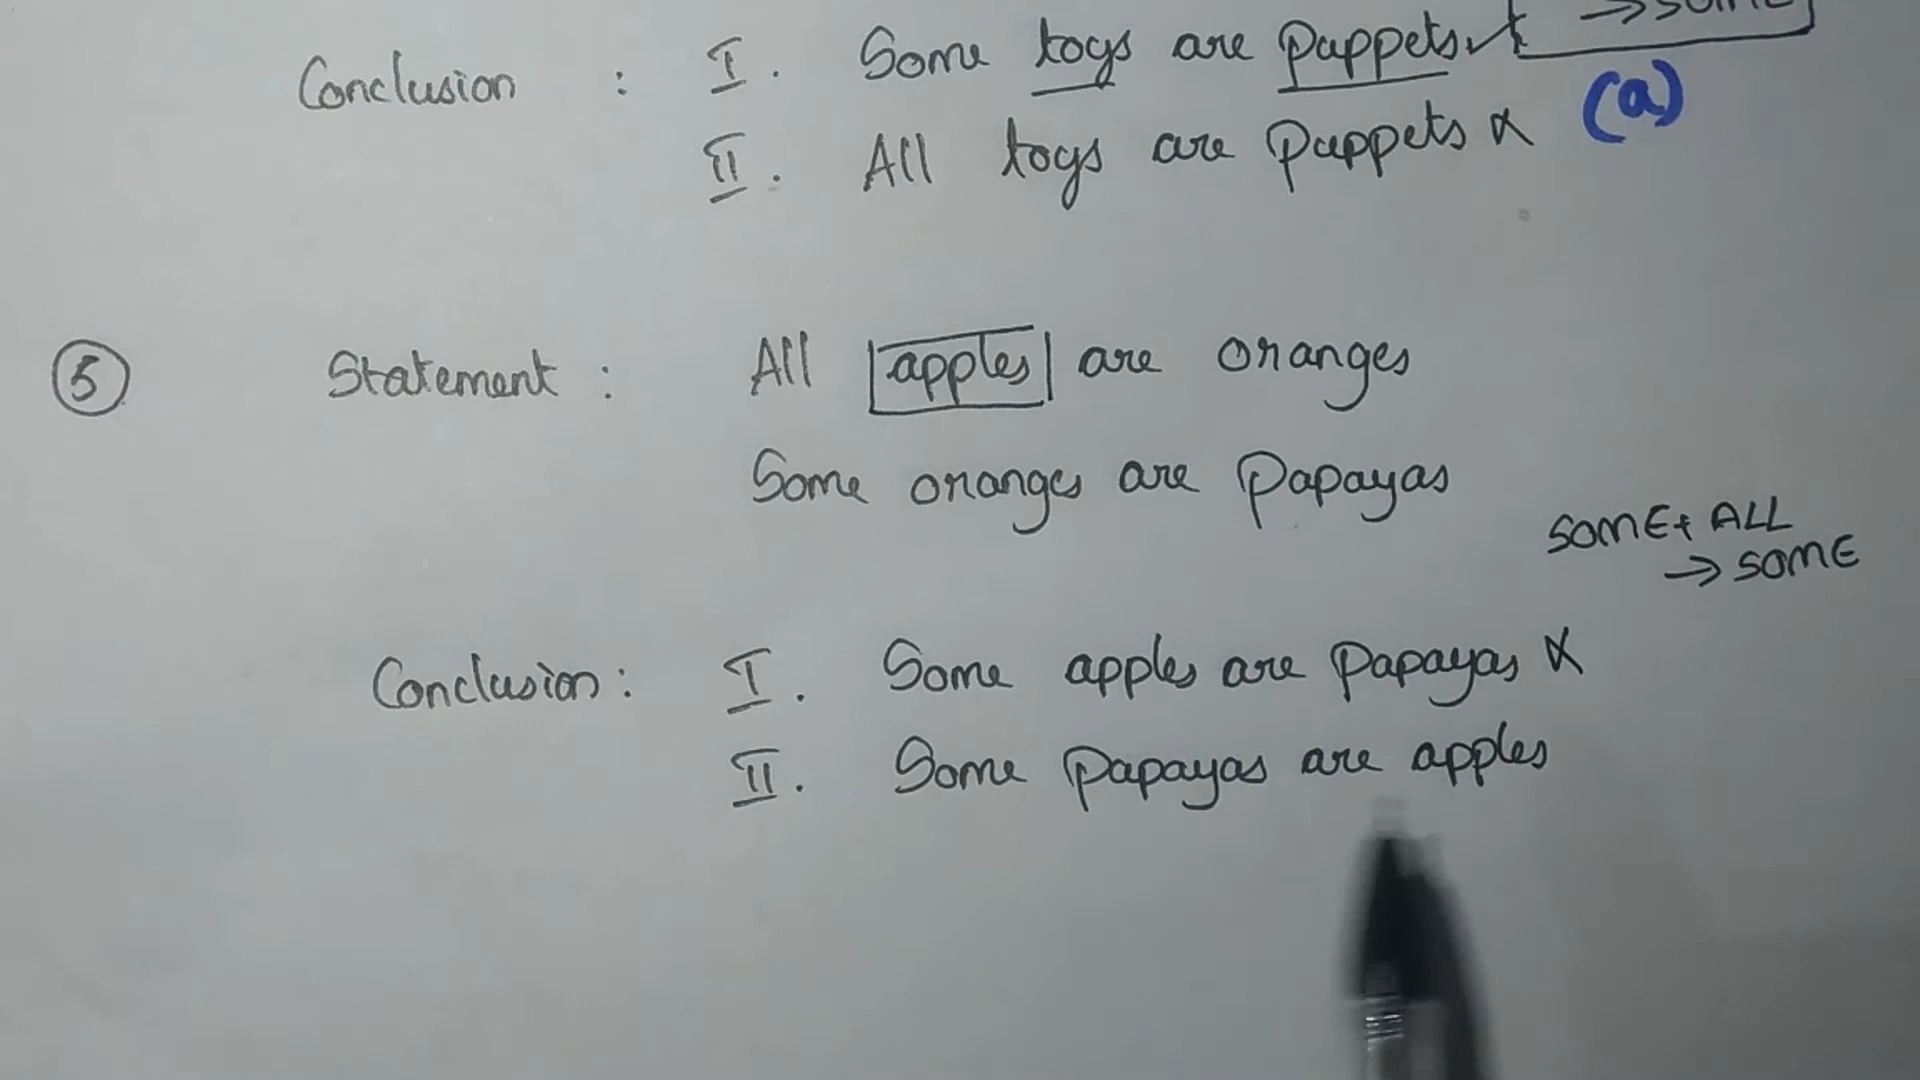 →SOME
Conclusion : I. Some toys are puppets
(a)
II. All toys are puppets
5 Statement : All apples are oranges
Some oranges are papayas
SOME+ ALL
→ SOME
Conclusion : I. Some apples are papayas
II. Some papayas are apples